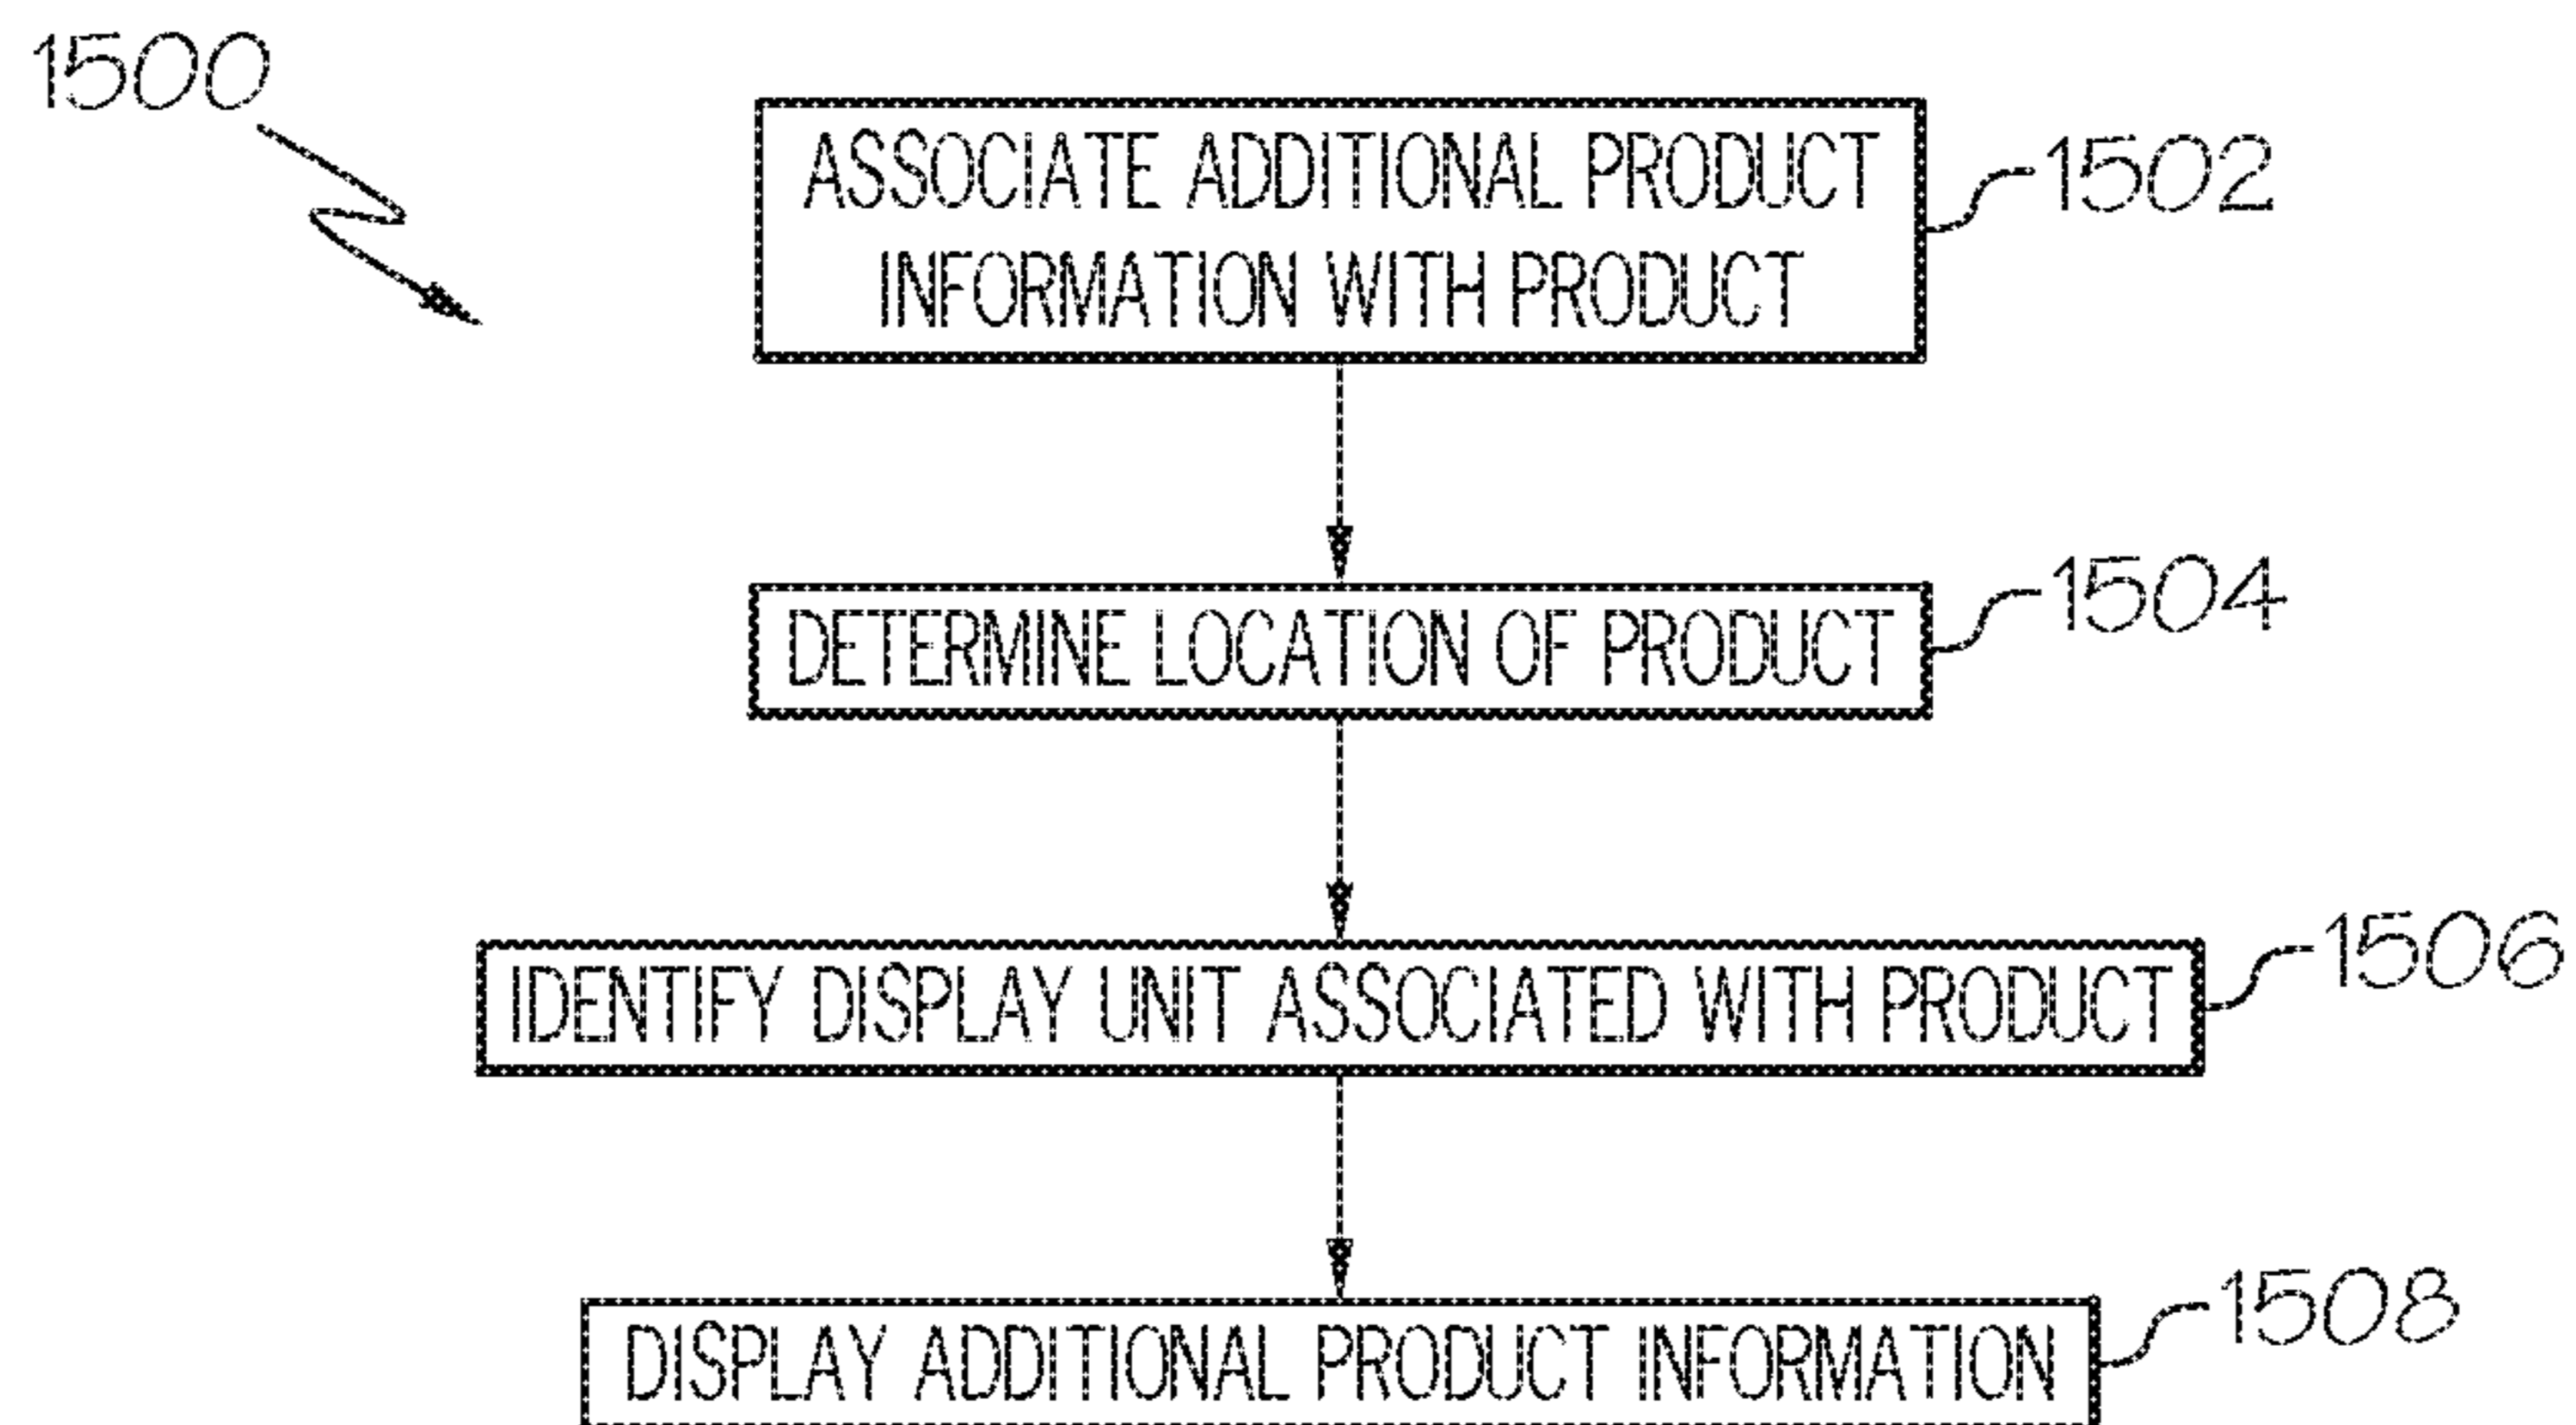 1500
ASSOCIATE ADDITIONAL PRODUCT
INFORMATION WITH PRODUCT
1502
DETERMINE LOCATION OF PRODUCT
1504
IDENTIFY DISPLAY UNIT ASSOCIATED WITH PRODUCT
1506
DISPLAY ADDITIONAL PRODUCT INFORMATION
1508